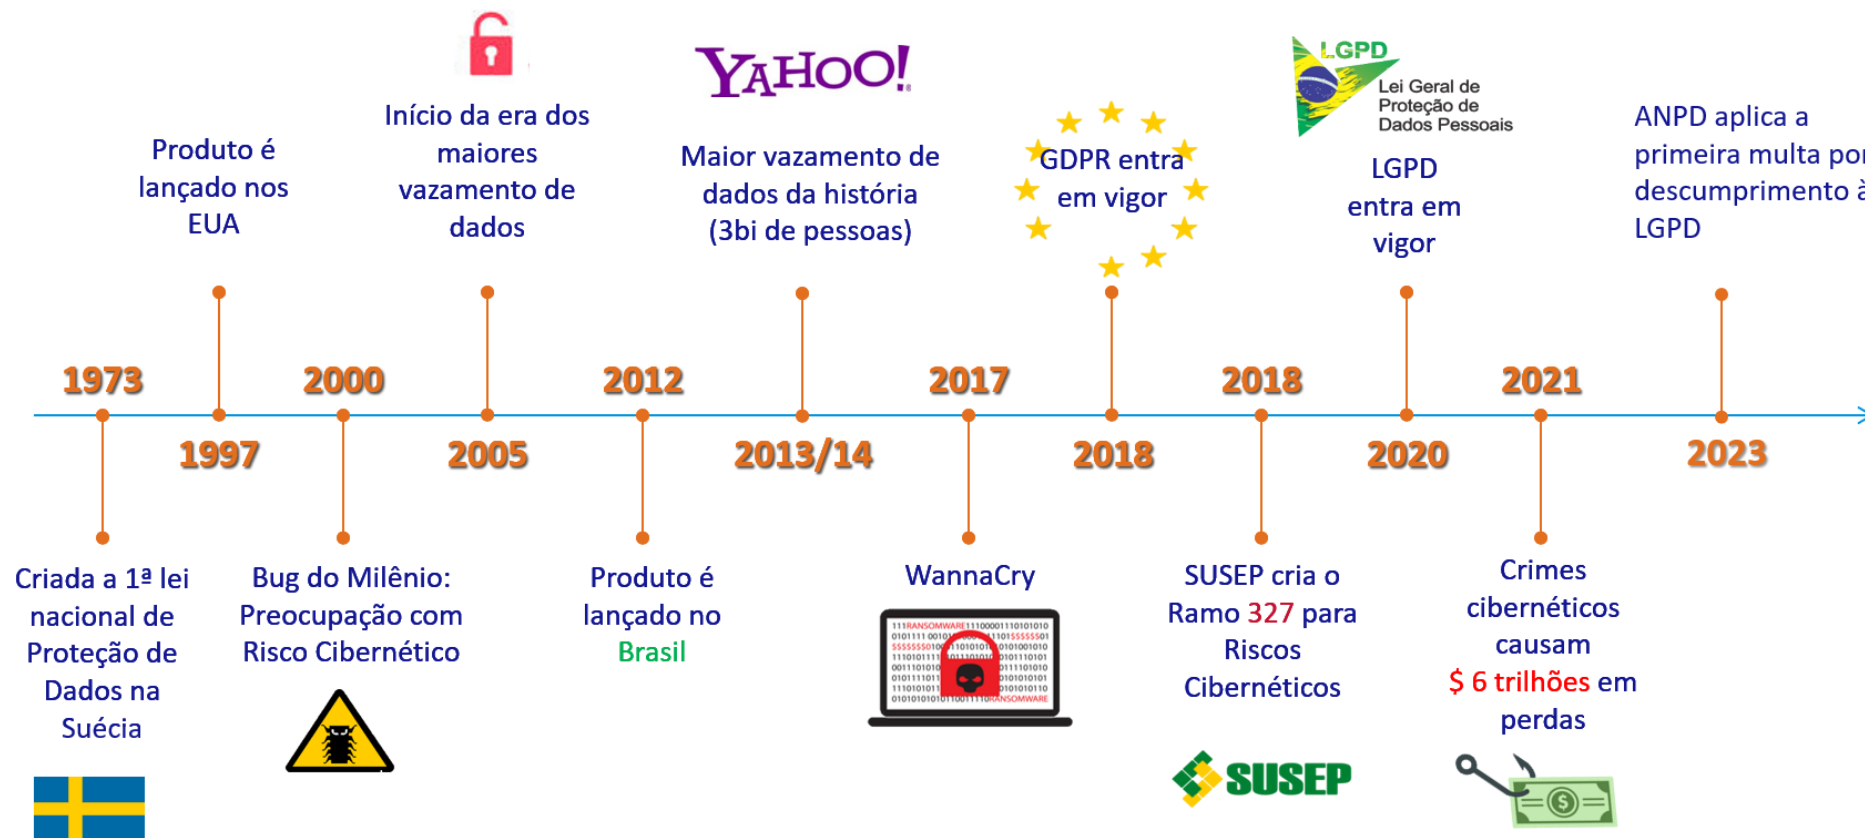 YAHOO!
LGPD
Lei Geral de
Proteção de
Dados Pessoais
Produto é
lançado nos
EUA
Início da era dos
maiores
vazamento de
dados
Maior vazamento de
dados da história
(3bi de pessoas)
GDPR entra
em vigor
LGPD
entra em
vigor
ANPD aplica a
primeira multa por
descumprimento à
LGPD
1973
2000
2012
2017
2018
2021
1997
2005
2013/14
2018
2020
2023
Criada a 1ª lei
nacional de
Proteção de
Dados na
Suécia
Bug do Milênio:
Preocupação com
Risco Cibernético
Produto é
lançado no
Brasil
WannaCry
SUSEP cria o
Ramo 327 para
Riscos
Cibernéticos
SUSEP
Crimes
cibernéticos
causam
$ 6 trilhões em
perdas